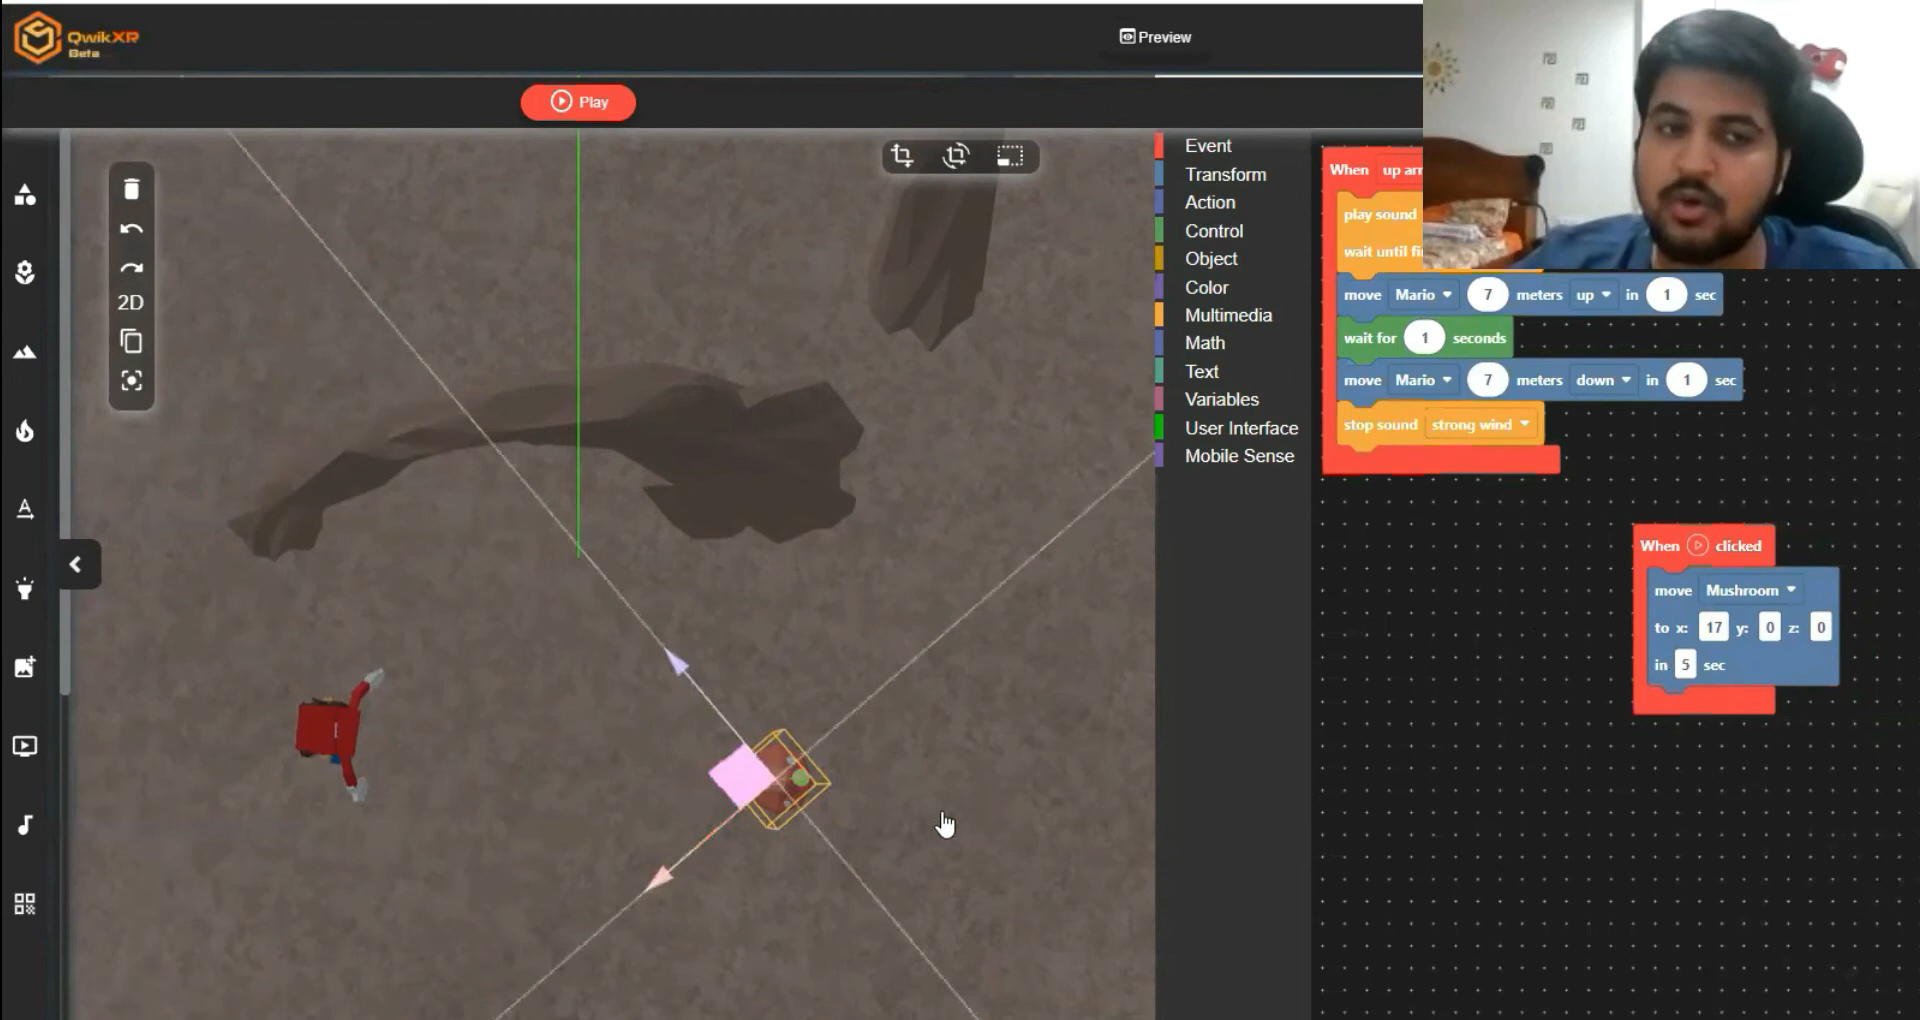 QwikXR
Beta
Preview
Play
2D
Event
Transform
Action
Control
Object
Color
Multimedia
Math
Text
Variables
User Interface
Mobile Sense
When up
play sound
wait until
move Mario 7 meters up in 1 sec
wait for 1 seconds
move Mario 7 meters down in 1 sec
stop sound strong wind
When clicked
move Mushroom
to x: 17 y: 0 z: 0
in 5 sec